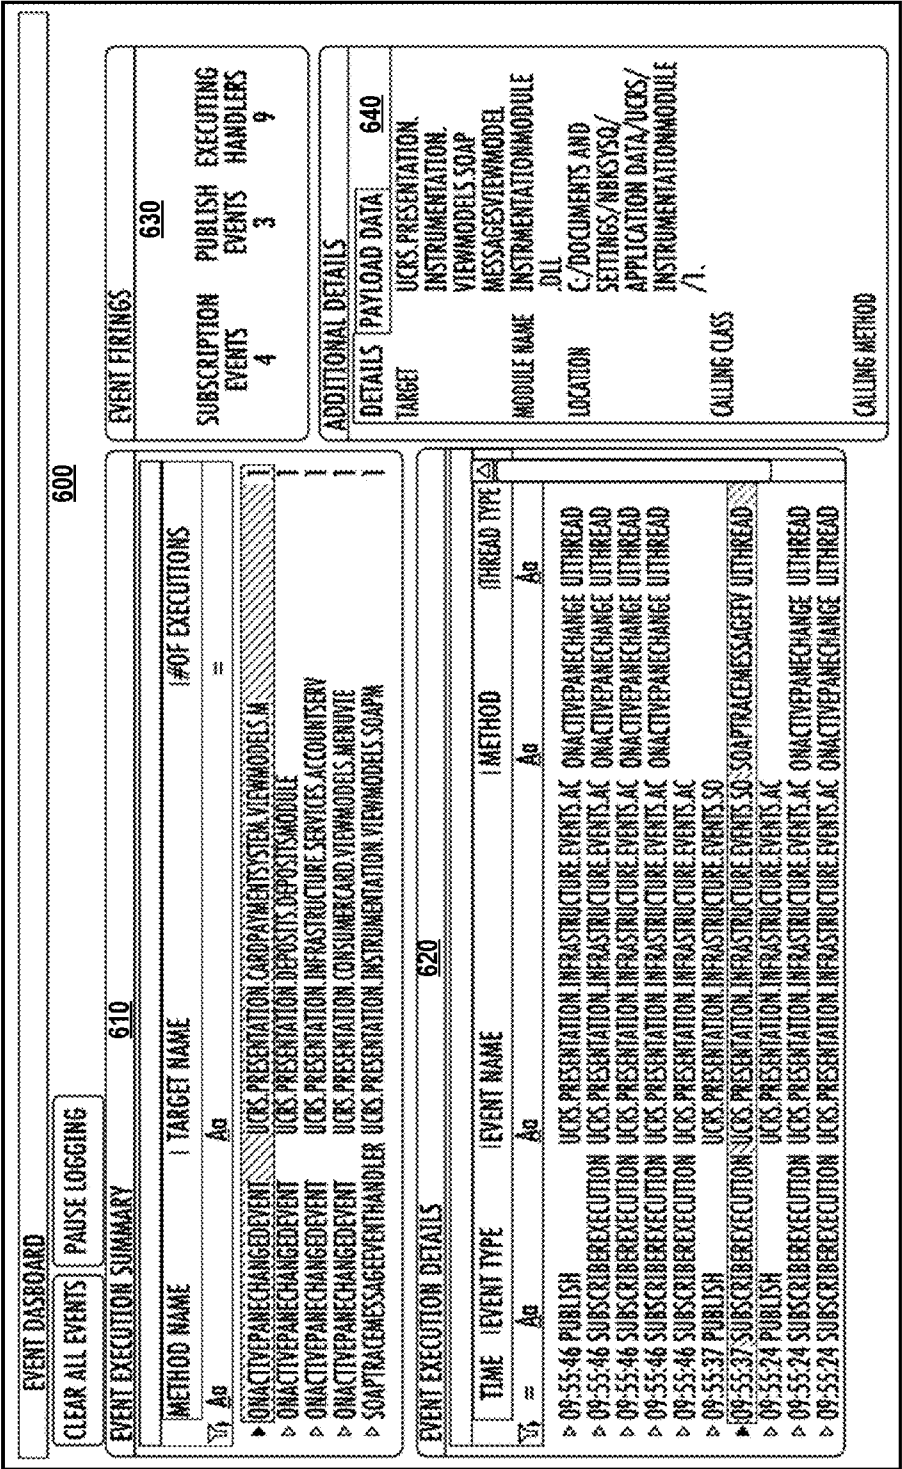 EVENT DASBOARD
600
CLEAR ALL EVENTS PAUSE LOGGING
EVENT EXECUTION SUMMARY 610
METHOD NAME TARGET NAME #OF EXECUTIONS
Aa Aa =
ONACTIVEPANECHANGEDEVENT UCRS.PRESENTATION.CARDPAYMENTSYSTEM.VIEWMODELS.M 1
ONACTIVEPANECHANGEDEVENT UCRS.PRESENTATION.DEPOSITS.DEPOSITSMODULE 1
ONACTIVEPANECHANGEDEVENT UCRS.PRESENTATION.INFRASTRUCTURE.SERVICES.ACCOUNTSERV 1
ONACTIVEPANECHANGEDEVENT UCRS.PRESENTATION.CONSUMERCARD.VIEWMODELS.MENUVIE 1
SOAPTRACEMESSAGEEVENTHANDLER UCRS.PRESENTATION.INSTRUMENTATION.VIEWMODELS.SOAPM 1
EVENT FIRINGS
630
SUBSCRIPTION PUBLISH EXECUTING
EVENTS EVENTS HANDLERS
4 3 9
EVENT EXECUTION DETAILS 620
TIME EVENT TYPE EVENT NAME METHOD THREAD TYPE
= Aa Aa Aa Aa
09:55:46 PUBLISH UCRS.PRESENTATION.INFRASTRUCTURE.EVENTS.AC ONACTIVEPANECHANGE UITHREAD
09:55:46 SUBSCRIBEREXECUTION UCRS.PRESENTATION.INFRASTRUCTURE.EVENTS.AC ONACTIVEPANECHANGE UITHREAD
09:55:46 SUBSCRIBEREXECUTION UCRS.PRESENTATION.INFRASTRUCTURE.EVENTS.AC ONACTIVEPANECHANGE UITHREAD
09:55:46 SUBSCRIBEREXECUTION UCRS.PRESENTATION.INFRASTRUCTURE.EVENTS.AC ONACTIVEPANECHANGE UITHREAD
09:55:46 SUBSCRIBEREXECUTION UCRS.PRESENTATION.INFRASTRUCTURE.EVENTS.AC
09:55:37 PUBLISH UCRS.PRESENTATION.INFRASTRUCTURE.EVENTS.SO
09:55:37 SUBSCRIBEREXECUTION UCRS.PRESENTATION.INFRASTRUCTURE.EVENTS.SO SOAPTRACEMESSAGEEV UITHREAD
09:55:24 PUBLISH UCRS.PRESENTATION.INFRASTRUCTURE.EVENTS.AC
09:55:24 SUBSCRIBEREXECUTION UCRS.PRESENTATION.INFRASTRUCTURE.EVENTS.AC ONACTIVEPANECHANGE UITHREAD
09:55:24 SUBSCRIBEREXECUTION UCRS.PRESENTATION.INFRASTRUCTURE.EVENTS.AC ONACTIVEPANECHANGE UITHREAD
ADDITIONAL DETAILS
DETAILS PAYLOAD DATA 640
TARGET UCRS.PRESENTATION.
INSTRUMENTATION.
VIEWMODELS.SOAP
MESSAGESVIEWMODEL
MODULE NAME INSTRMENTATIONMODULE
.DLL
LOCATION C:/DOCUMENTS AND
SETTINGS/NBKSYSQ/
APPLICATION DATA/UCRS/
INSTRUMENTATIONMODULE
/1.
CALLING CLASS
CALLING METHOD